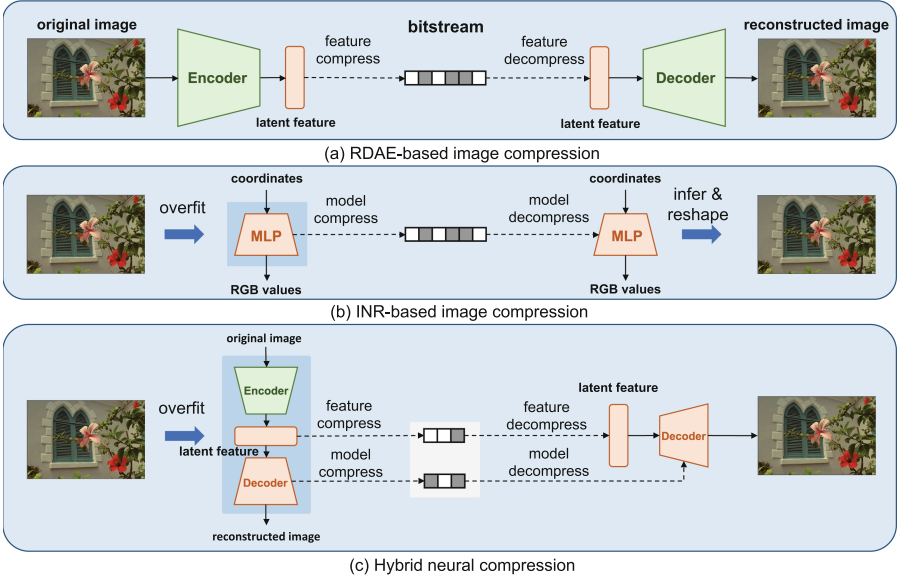 original image
bitstream
reconstructed image
Encoder
feature
compress
feature
decompress
Decoder
latent feature
latent feature
(a) RDAE-based image compression
overfit
coordinates
MLP
RGB values
model
compress
model
decompress
coordinates
MLP
RGB values
infer &
reshape
(b) INR-based image compression
overfit
original image
Encoder
latent feature
Decoder
reconstructed image
feature
compress
model
compress
feature
decompress
model
decompress
latent feature
Decoder
(c) Hybrid neural compression